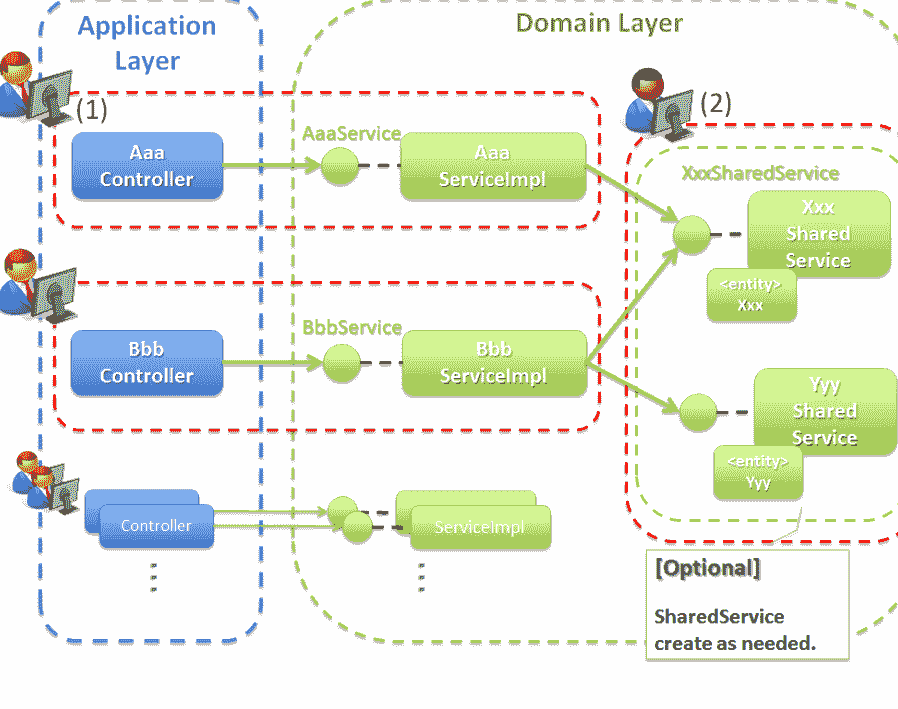 Application
Layer
Domain Layer
(1)
(2)
AaaService
Aaa
Controller
Aaa
ServiceImpl
XxxSharedService
Xxx
Shared
Service
<entity>
Xxx
BbbService
Bbb
Controller
Bbb
ServiceImpl
Yyy
Shared
Service
<entity>
Yyy
Controller
ServiceImpl
[Optional]
SharedService
create as needed.